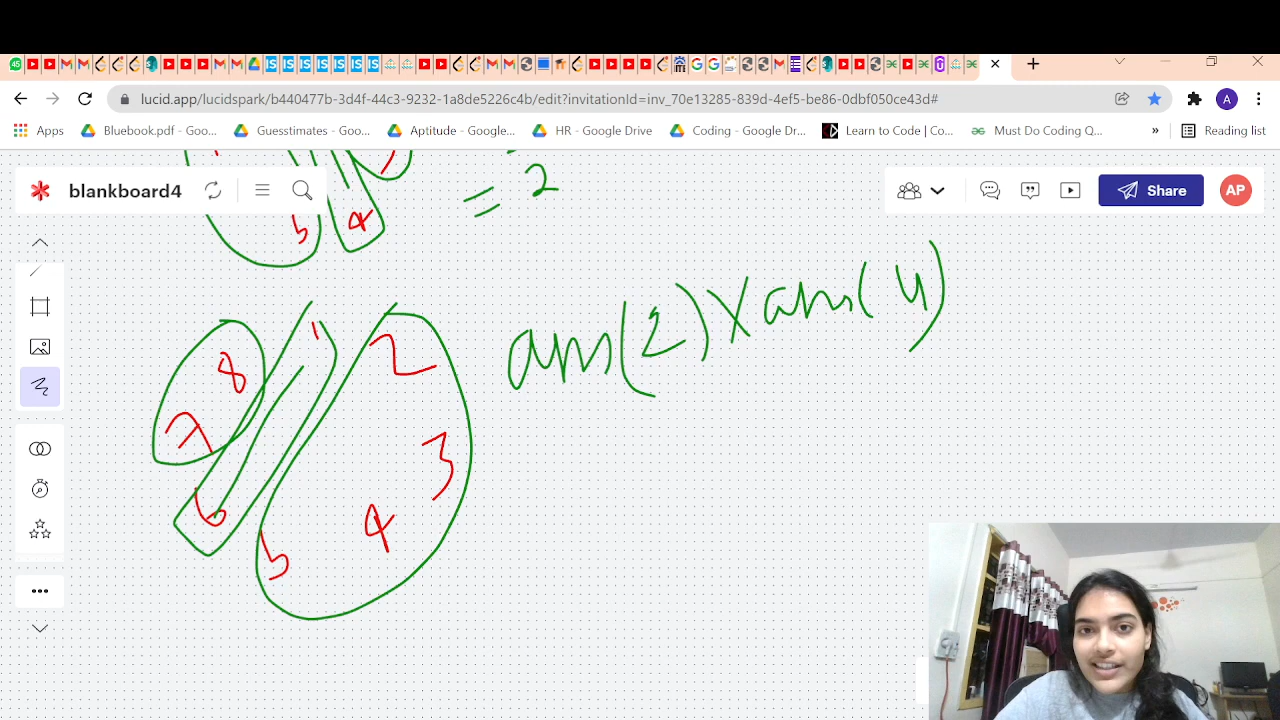 45
lucid.app/lucidspark/b440477b-3d4f-44c3-9232-1a8de5226c4b/edit?invitationId=inv_70e13285-839d-4ef5-be86-0dbf050ce43d#
A
Apps
Bluebook.pdf - Goo...
Guesstimates - Goo...
Aptitude - Google...
HR - Google Drive
Coding - Google Dr...
Learn to Code | Co...
Must Do Coding Q...
»
Reading list
blankboard4
Share
AP
= 2
5 4
ans(2)xans(4)
8 1 2
7 3
6 4
5